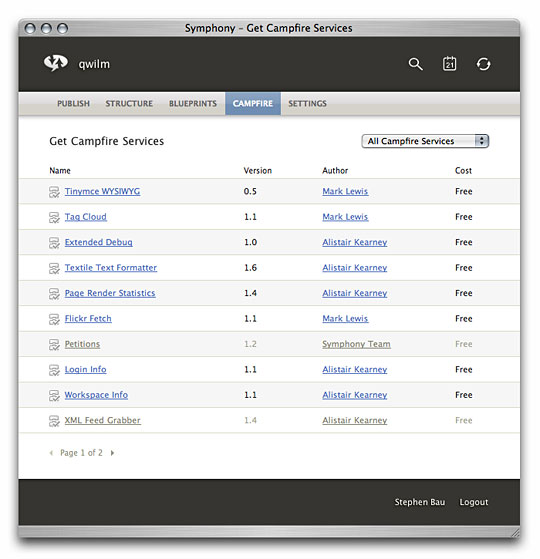 Symphony – Get Campfire Services
qwilm
21
PUBLISH STRUCTURE BLUEPRINTS CAMPFIRE SETTINGS
Get Campfire Services All Campfire Services
Name Version Author Cost
Tinymce WYSIWYG 0.5 Mark Lewis Free
Tag Cloud 1.1 Mark Lewis Free
Extended Debug 1.0 Alistair Kearney Free
Textile Text Formatter 1.6 Alistair Kearney Free
Page Render Statistics 1.4 Alistair Kearney Free
Flickr Fetch 1.1 Mark Lewis Free
Petitions 1.2 Symphony Team Free
Login Info 1.1 Alistair Kearney Free
Workspace Info 1.1 Alistair Kearney Free
XML Feed Grabber 1.4 Alistair Kearney Free
Page 1 of 2
Stephen Bau Logout